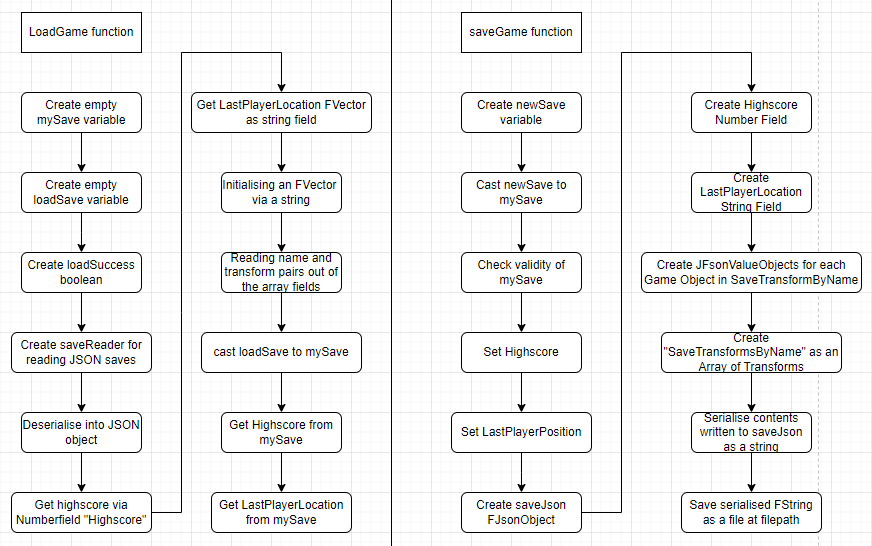 LoadGame function
Create empty
mySave variable
Create empty
loadSave variable
Create loadSuccess
boolean
Create saveReader for
reading JSON saves
Deserialise into JSON
object
Get highscore via
Numberfield "Highscore"
Get LastPlayerLocation FVector
as string field
Initialising an FVector
via a string
Reading name and
transform pairs out of
the array fields
cast loadSave to mySave
Get Highscore from
mySave
Get LastPlayerLocation
from mySave
saveGame function
Create newSave
variable
Cast newSave to
mySave
Check validity of
mySave
Set Highscore
Set LastPlayerPosition
Create saveJson
FJsonObject
Create Highscore
Number Field
Create
LastPlayerLocation
String Field
Create JFsonValueObjects for each
Game Object in SaveTransformByName
Create
"SaveTransformsByName" as an
Array of Transforms
Serialise contents
written to saveJson
as a string
Save serialised FString
as a file at filepath